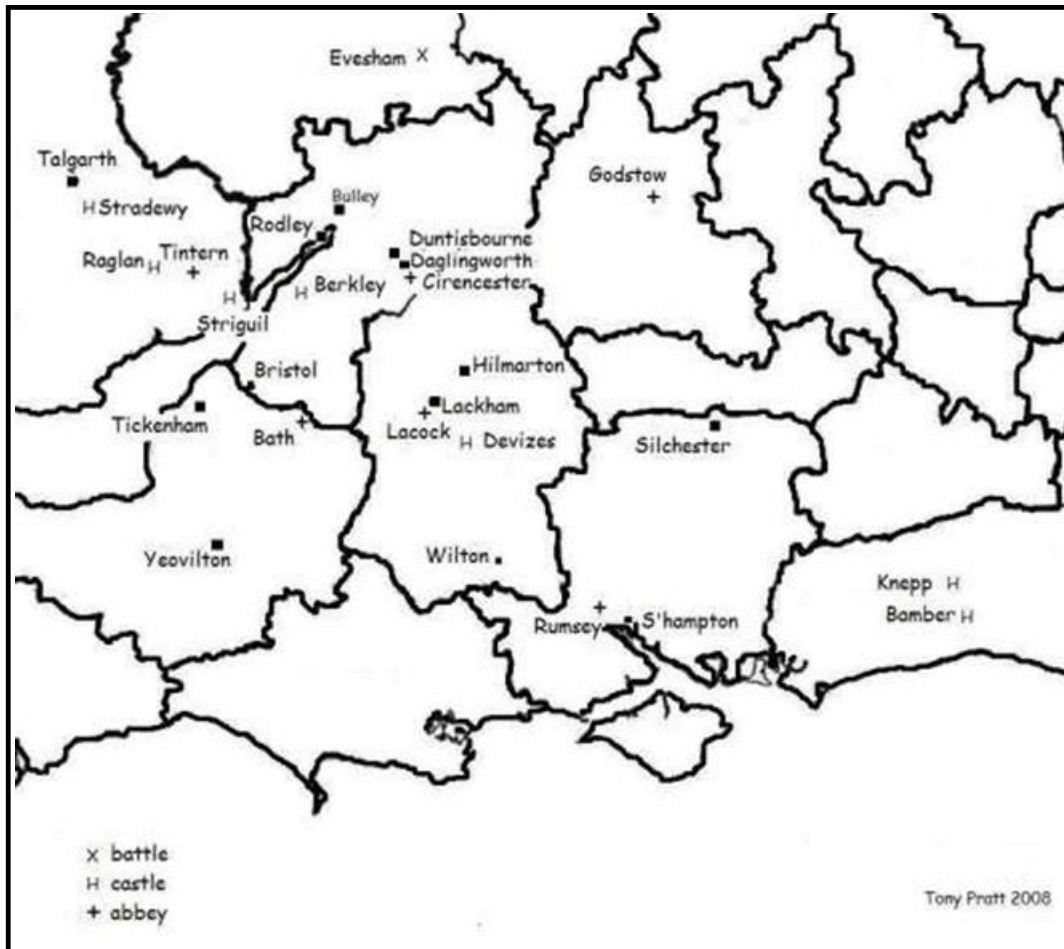 Evesham X
Talgarth
Godstow
Bulley
H Stradewy
Rodley
Duntisbourne
Tintern
Raglan H
Daglingworth
Berkley
Cirencester
H
H
Striguil
Hilmarton
Bristol
Lackham
Tickenham
Bath
Lacock
H Devizes
Silchester
Yeovilton
Wilton
Knepp H
Bamber H
Rumsey
S'hampton
x battle
H castle
+ abbey
Tony Pratt 2008